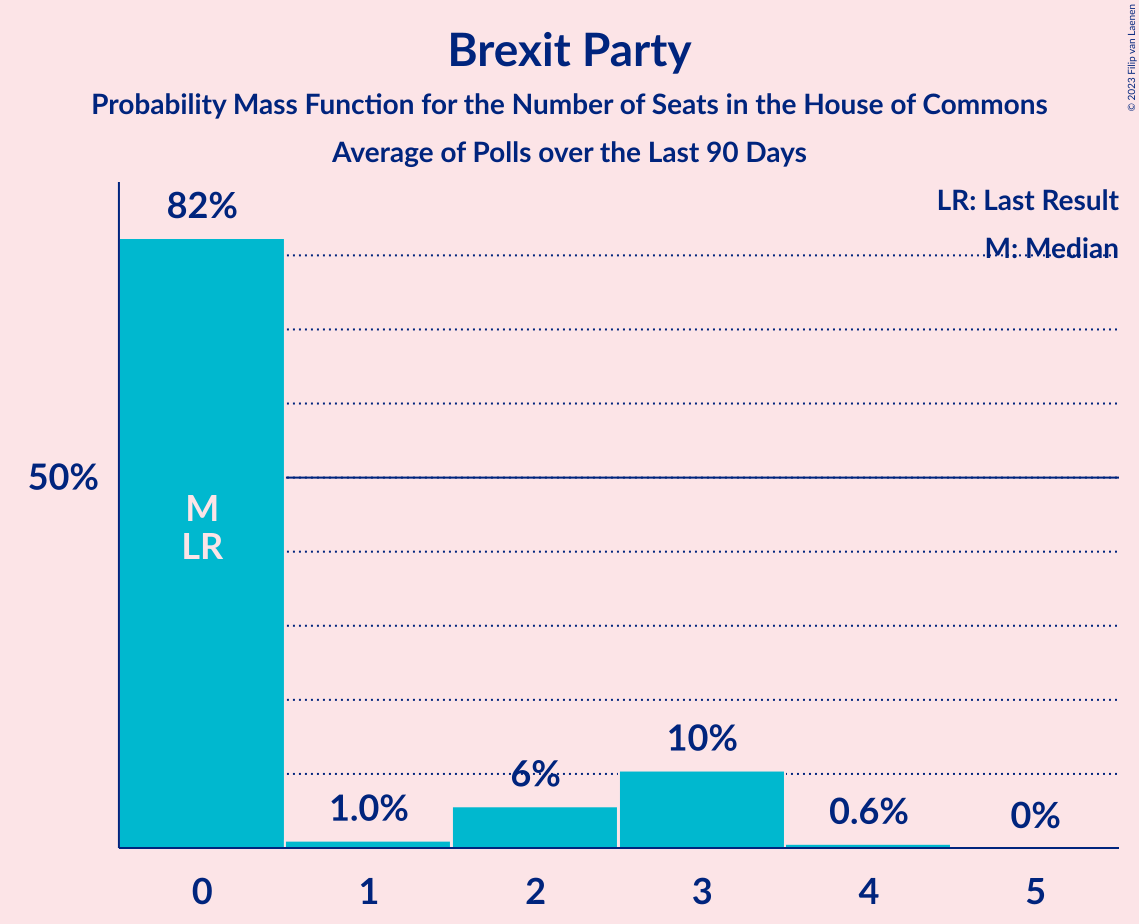 Brexit Party
Probability Mass Function for the Number of Seats in the House of Commons
Average of Polls over the Last 90 Days
© 2023 Filip van Laenen
LR: Last Result
M: Median
82%
50%
M
LR
1.0%
6%
10%
0.6%
0%
0 1 2 3 4 5